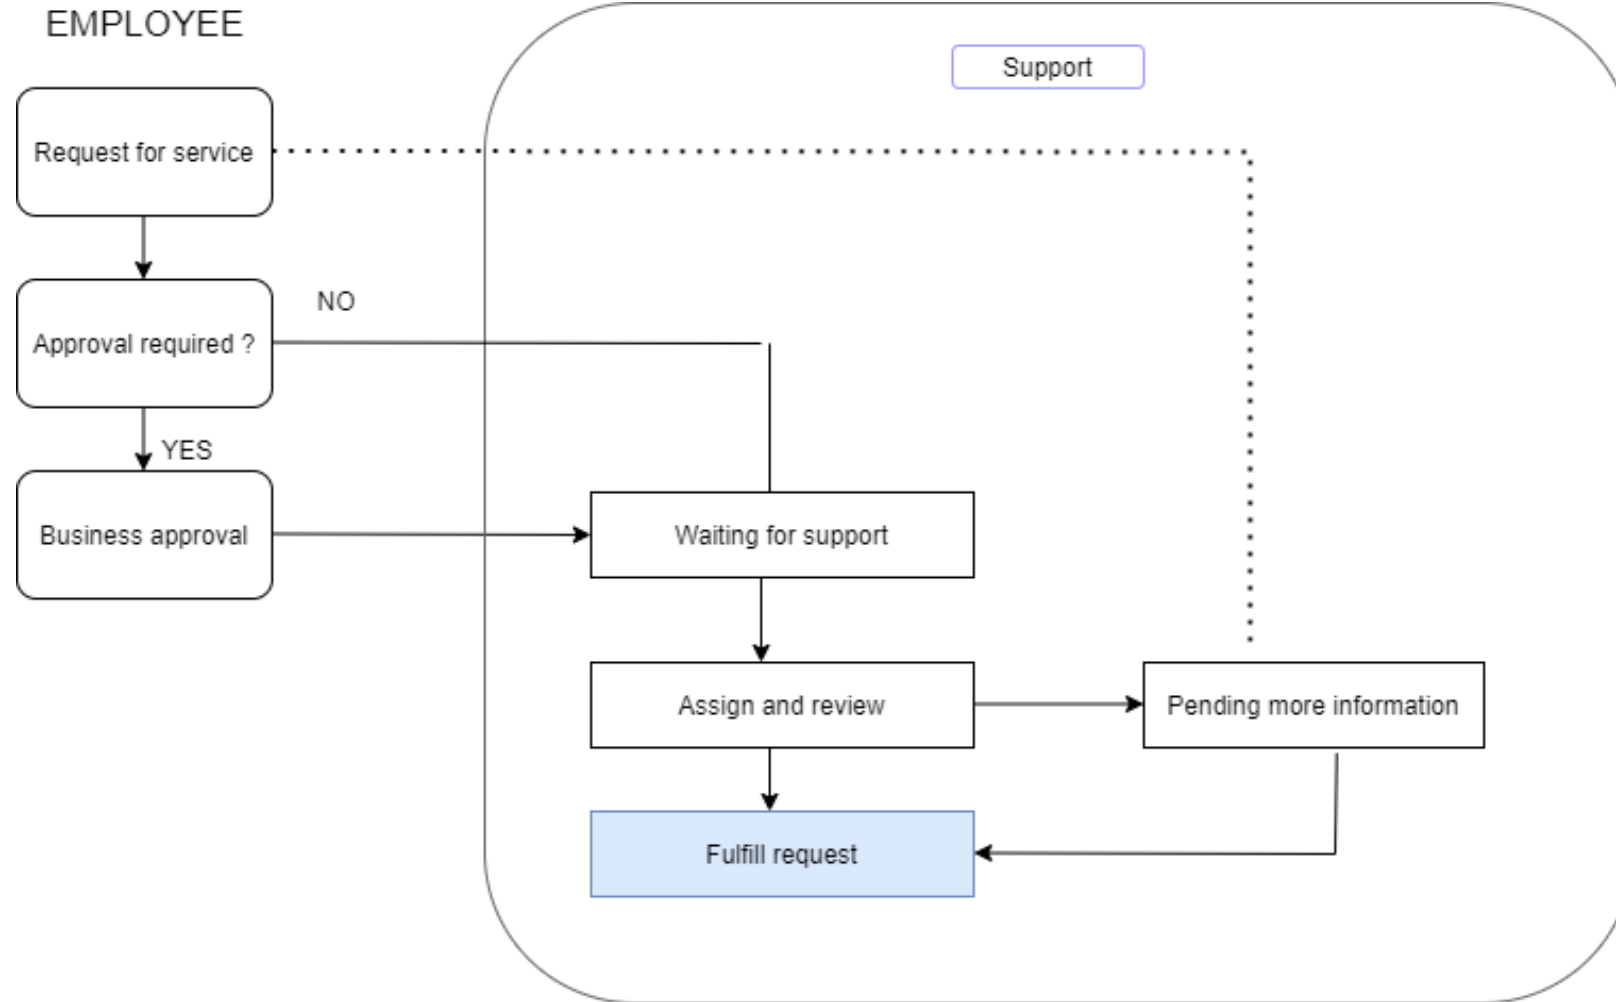 EMPLOYEE
Support
Request for service
NO
Approval required ?
YES
Business approval
Waiting for support
Assign and review
Pending more information
Fulfill request